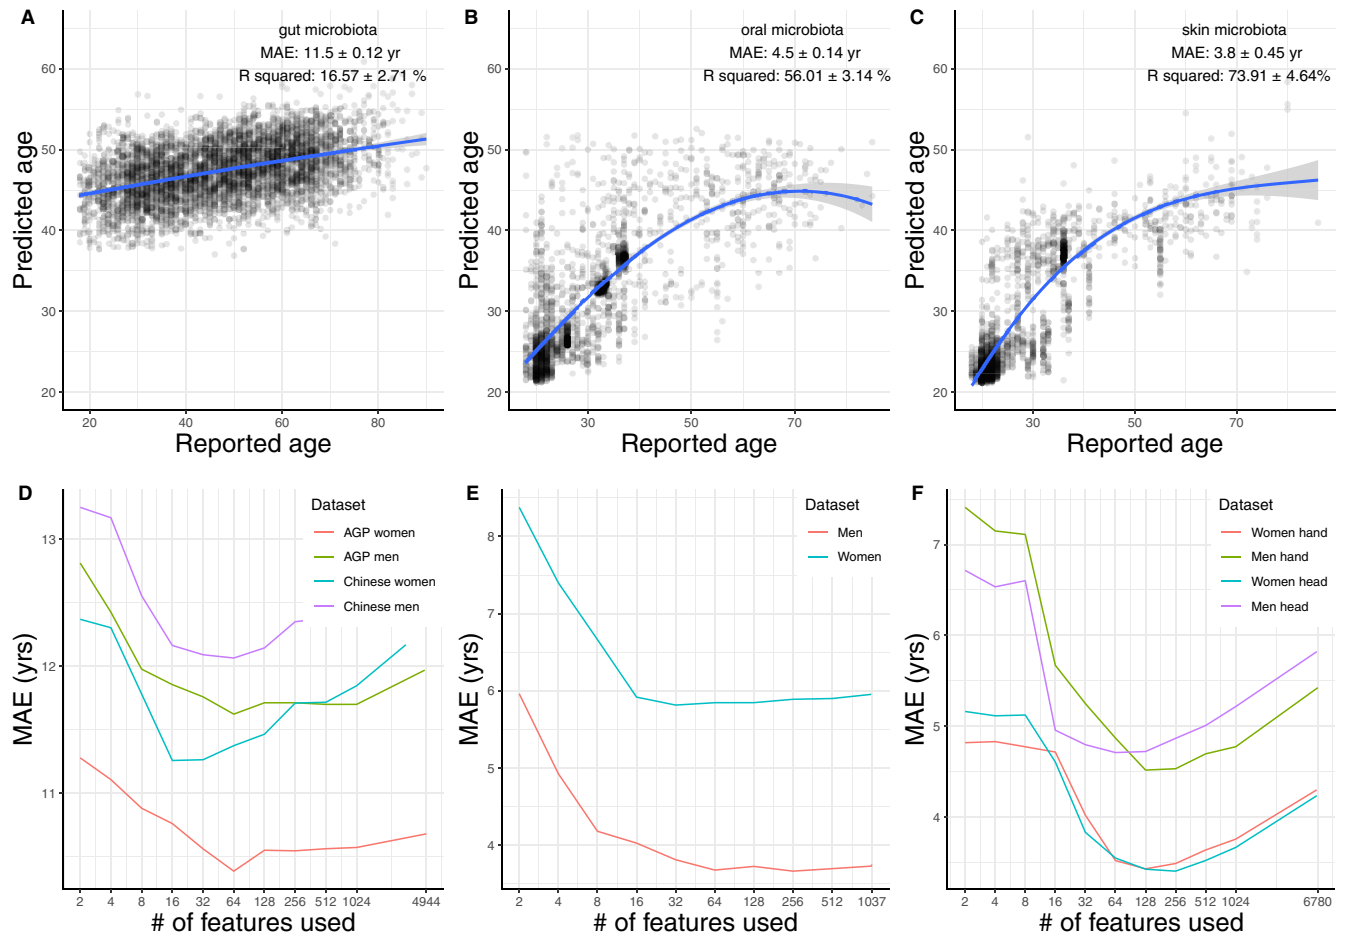 A
gut microbiota
MAE: 11.5 ± 0.12 yr
R squared: 16.57 ± 2.71 %
Predicted age
60
50
40
30
20
20 40 60 80
Reported age
B
oral microbiota
MAE: 4.5 ± 0.14 yr
R squared: 56.01 ± 3.14 %
Predicted age
60
50
40
30
20
30 50 70
Reported age
C
skin microbiota
MAE: 3.8 ± 0.45 yr
R squared: 73.91 ± 4.64%
Predicted age
60
50
40
30
20
30 50 70
Reported age
D
Dataset
AGP women
AGP men
Chinese women
Chinese men
MAE (yrs)
13
12
11
2 4 8 16 32 64 128 256 512 1024 4944
# of features used
E
Dataset
Men
Women
MAE (yrs)
8
7
6
5
4
2 4 8 16 32 64 128 256 512 1037
# of features used
F
Dataset
Women hand
Men hand
Women head
Men head
MAE (yrs)
7
6
5
4
2 4 8 16 32 64 128 256 512 1024 6780
# of features used